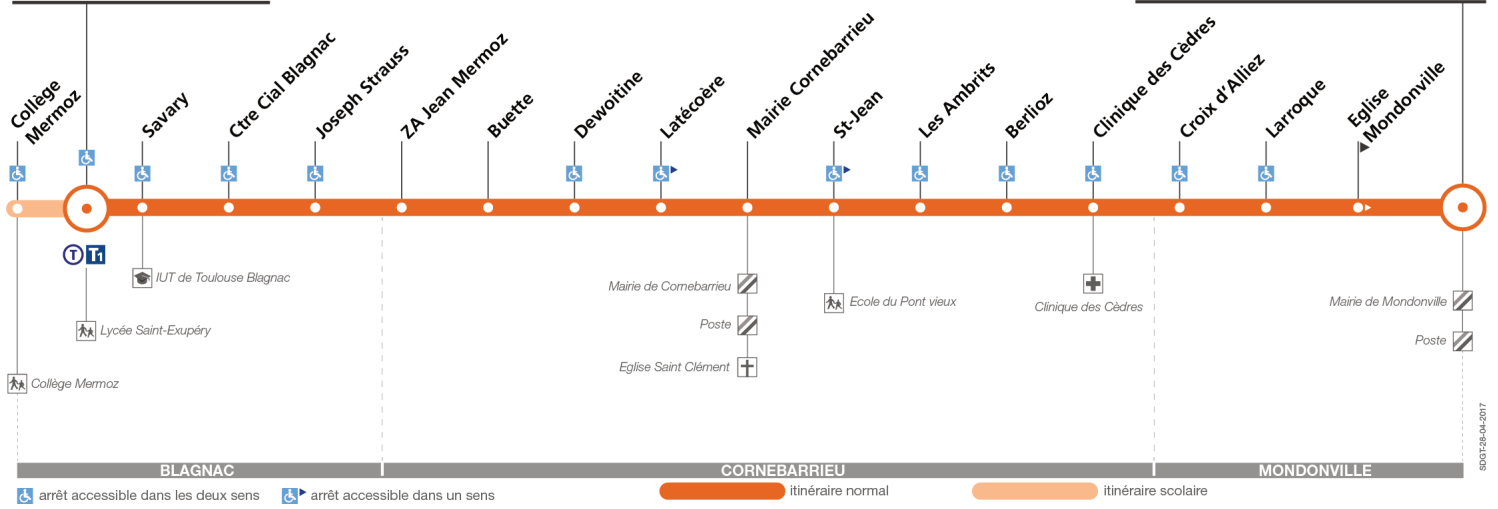 Collège
Mermoz
Savary
Ctre Cial Blagnac
Joseph Strauss
ZA Jean Mermoz
Buette
Dewoitine
Latécoère
Mairie Cornebarrieu
St-Jean
Les Ambrits
Berlioz
Clinique des Cèdres
Croix d'Alliez
Larroque
Eglise
Mondonville
T T1
IUT de Toulouse Blagnac
Lycée Saint-Exupéry
Collège Mermoz
Mairie de Cornebarrieu
Poste
Eglise Saint Clément
Ecole du Pont vieux
Clinique des Cèdres
Mairie de Mondonville
Poste
SDGT-28-04-2017
BLAGNAC
CORNEBARRIEU
MONDONVILLE
arrêt accessible dans les deux sens
arrêt accessible dans un sens
itinéraire normal
itinéraire scolaire